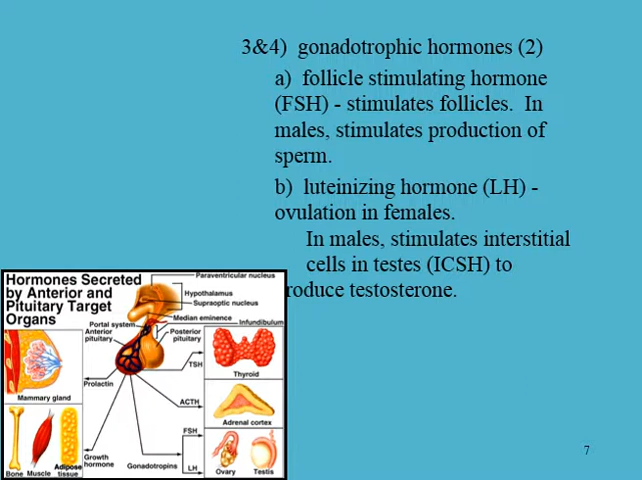 3&4) gonadotrophic hormones (2)
a) follicle stimulating hormone
(FSH) - stimulates follicles. In
males, stimulates production of
sperm.
b) luteinizing hormone (LH) -
ovulation in females.
In males, stimulates interstitial
cells in testes (ICSH) to
roduce testosterone.
Hormones Secreted
by Anterior and
Pituitary Target
Organs
Paraventricular nucleus
Hypothalamus
Supraoptic nucleus
Median eminence
Infundibulum
Portal system
Anterior
pituitary
Posterior
pituitary
TSH
Thyroid
Prolactin
Mammary gland
ACTH
Adrenal cortex
FSH
Growth
hormone
Gonadotropins
LH
Bone Muscle Adipose
tissue
Ovary Testis
7